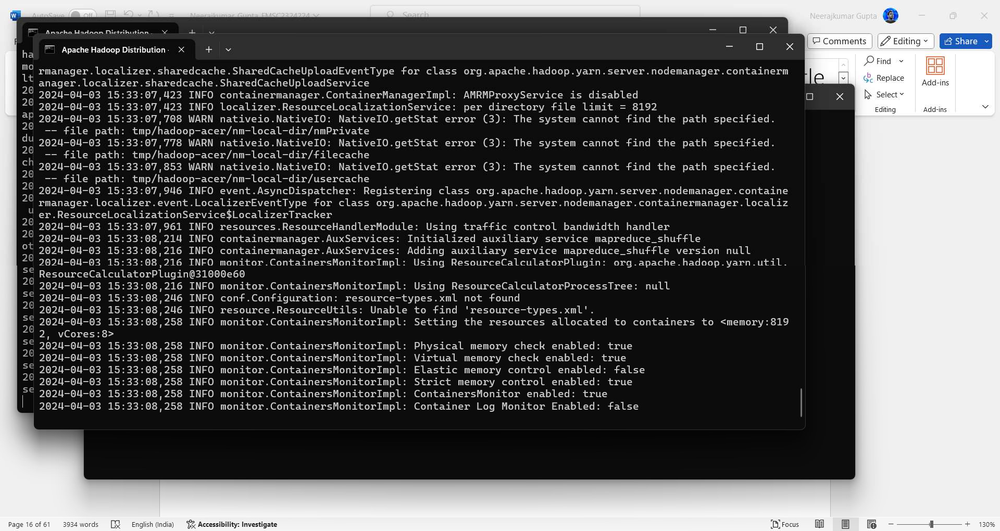 AutoSave Off Neerajkumar Gupta_FMSC2324224 Search Neerajkumar Gupta
Apache Hadoop Distribution
Comments Editing Share
Apache Hadoop Distribution
Find
Replace
Select
Editing
Add-ins
Add-ins
rmanager.localizer.sharedcache.SharedCacheUploadEventType for class org.apache.hadoop.yarn.server.nodemanager.containerm
anager.localizer.sharedcache.SharedCacheUploadService
2024-04-03 15:33:07,423 INFO containermanager.ContainerManagerImpl: AMRMProxyService is disabled
2024-04-03 15:33:07,423 INFO localizer.ResourceLocalizationService: per directory file limit = 8192
2024-04-03 15:33:07,708 WARN nativeio.NativeIO: NativeIO.getStat error (3): The system cannot find the path specified.
 -- file path: tmp/hadoop-acer/nm-local-dir/nmPrivate
2024-04-03 15:33:07,778 WARN nativeio.NativeIO: NativeIO.getStat error (3): The system cannot find the path specified.
 -- file path: tmp/hadoop-acer/nm-local-dir/filecache
2024-04-03 15:33:07,853 WARN nativeio.NativeIO: NativeIO.getStat error (3): The system cannot find the path specified.
 -- file path: tmp/hadoop-acer/nm-local-dir/usercache
2024-04-03 15:33:07,946 INFO event.AsyncDispatcher: Registering class org.apache.hadoop.yarn.server.nodemanager.containe
rmanager.localizer.event.LocalizerEventType for class org.apache.hadoop.yarn.server.nodemanager.containermanager.localiz
er.ResourceLocalizationService$LocalizerTracker
2024-04-03 15:33:07,961 INFO resources.ResourceHandlerModule: Using traffic control bandwidth handler
2024-04-03 15:33:08,214 INFO containermanager.AuxServices: Initialized auxiliary service mapreduce_shuffle
2024-04-03 15:33:08,216 INFO containermanager.AuxServices: Adding auxiliary service mapreduce_shuffle version null
2024-04-03 15:33:08,216 INFO monitor.ContainersMonitorImpl: Using ResourceCalculatorPlugin: org.apache.hadoop.yarn.util.
ResourceCalculatorPlugin@31000e60
2024-04-03 15:33:08,216 INFO monitor.ContainersMonitorImpl: Using ResourceCalculatorProcessTree: null
2024-04-03 15:33:08,246 INFO conf.Configuration: resource-types.xml not found
2024-04-03 15:33:08,246 INFO resource.ResourceUtils: Unable to find 'resource-types.xml'.
2024-04-03 15:33:08,258 INFO monitor.ContainersMonitorImpl: Setting the resources allocated to containers to <memory:819
2, vCores:8>
2024-04-03 15:33:08,258 INFO monitor.ContainersMonitorImpl: Physical memory check enabled: true
2024-04-03 15:33:08,258 INFO monitor.ContainersMonitorImpl: Virtual memory check enabled: true
2024-04-03 15:33:08,258 INFO monitor.ContainersMonitorImpl: Elastic memory control enabled: false
2024-04-03 15:33:08,258 INFO monitor.ContainersMonitorImpl: Strict memory control enabled: true
2024-04-03 15:33:08,258 INFO monitor.ContainersMonitorImpl: ContainersMonitor enabled: true
2024-04-03 15:33:08,258 INFO monitor.ContainersMonitorImpl: Container Log Monitor Enabled: false
Page 16 of 61 3934 words English (India) Accessibility: Investigate Focus 130%